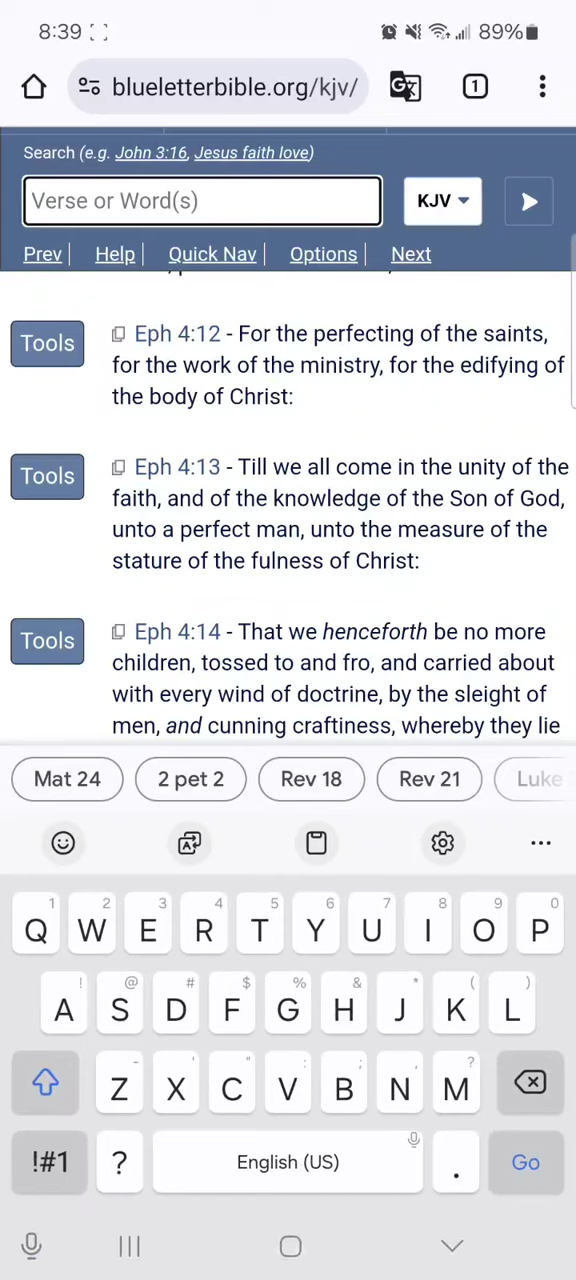 8:39 89%
blueletterbible.org/kjv/ 1
Search (e.g. John 3:16, Jesus faith love)
Verse or Word(s) KJV
Prev Help Quick Nav Options Next
Tools Eph 4:12 - For the perfecting of the saints,
for the work of the ministry, for the edifying of
the body of Christ:
Tools Eph 4:13 - Till we all come in the unity of the
faith, and of the knowledge of the Son of God,
unto a perfect man, unto the measure of the
stature of the fulness of Christ:
Tools Eph 4:14 - That we henceforth be no more
children, tossed to and fro, and carried about
with every wind of doctrine, by the sleight of
men, and cunning craftiness, whereby they lie
Mat 24 2 pet 2 Rev 18 Rev 21 Luke
1 2 3 4 5 6 7 8 9 0
Q W E R T Y U I O P
! @ # $ % & * ( )
A S D F G H J K L
- ' " : ; , ?
Z X C V B N M
!#1 ? English (US) . Go